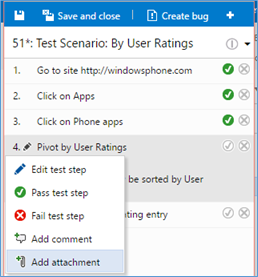 Save and close
Create bug
51*: Test Scenario: By User Ratings
1. Go to site http://windowsphone.com
2. Click on Apps
3. Click on Phone apps
4. Pivot by User Ratings
Edit test step
be sorted by User
Pass test step
Fail test step
ating entry
Add comment
Add attachment